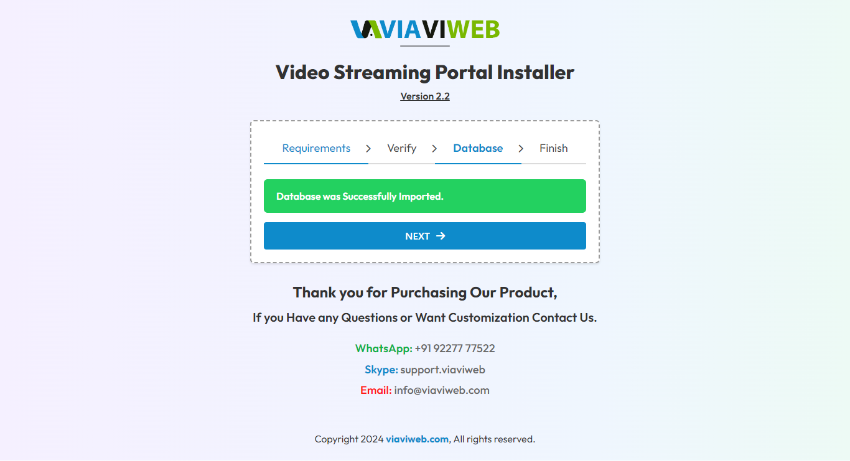 VIAVIWEB
Video Streaming Portal Installer
Version 2.2
Requirements > Verify > Database > Finish
Database was Successfully Imported.
NEXT →
Thank you for Purchasing Our Product,
If you Have any Questions or Want Customization Contact Us.
WhatsApp: +91 92277 77522
Skype: support.viaviweb
Email: info@viaviweb.com
Copyright 2024 viaviweb.com, All rights reserved.